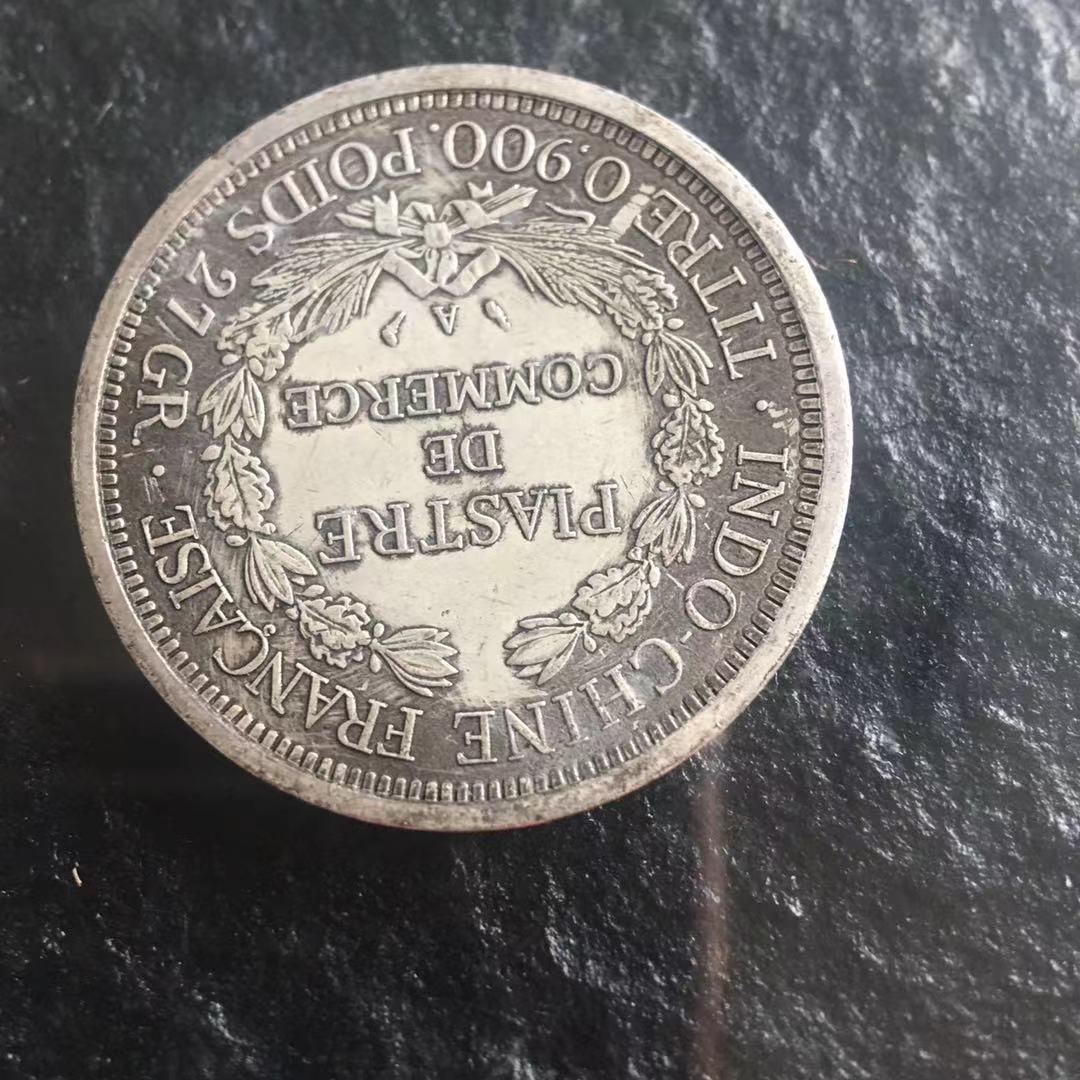 INDO-CHINE FRANÇAISE
PIASTRE
DE
COMMERCE
A
TITRE 0.900. POIDS 27/GR.